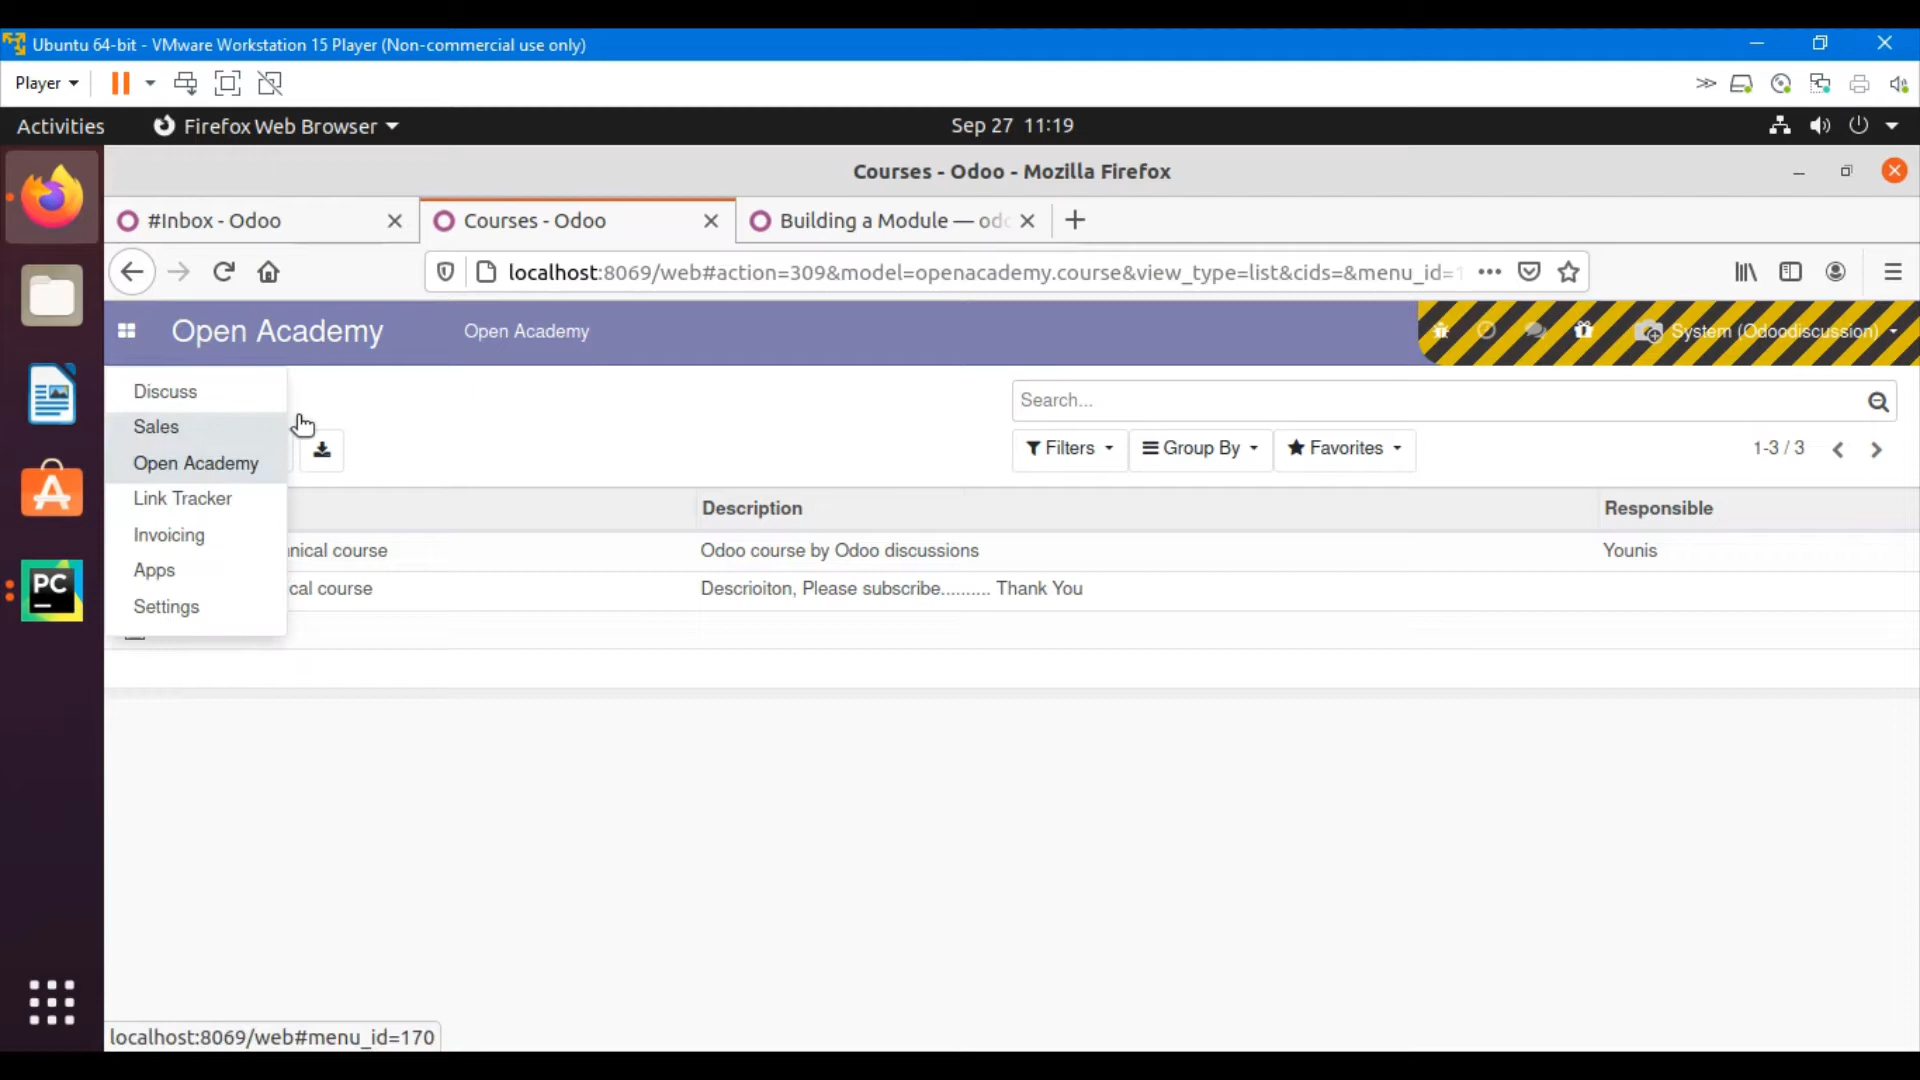 Ubuntu 64-bit - VMware Workstation 15 Player (Non-commercial use only)
Player
Activities
Firefox Web Browser
Sep 27 11:19
Courses - Odoo - Mozilla Firefox
#Inbox - Odoo
Courses - Odoo
Building a Module — odo
localhost:8069/web#action=309&model=openacademy.course&view_type=list&cids=&menu_id=1
Open Academy
Open Academy
System (Odoodiscussion)
Discuss
Sales
Open Academy
Link Tracker
Invoicing
Apps
Settings
Search...
Filters
Group By
Favorites
1-3 / 3
Description
Responsible
nical course
Odoo course by Odoo discussions
Younis
cal course
Descrioiton, Please subscribe.......... Thank You
PC
localhost:8069/web#menu_id=170